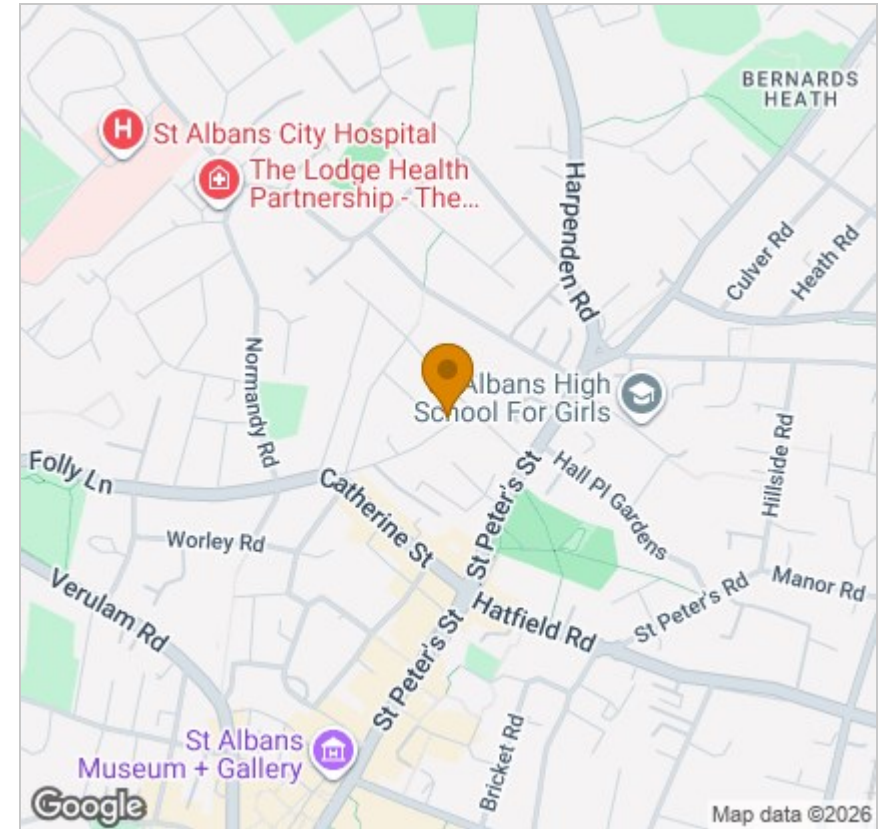 BERNARDS
HEATH
St Albans City Hospital
The Lodge Health
Partnership - The...
Harpenden Rd
Culver Rd
Heath Rd
Normandy Rd
Albans High
School For Girls
Hillside Rd
Folly Ln
Catherine St
St Peter's St
Hall Pl Gardens
Worley Rd
Verulam Rd
Hatfield Rd
St Peter's Rd
Manor Rd
St Peter's St
St Albans
Museum + Gallery
Bricket Rd
Google
Map data ©2026